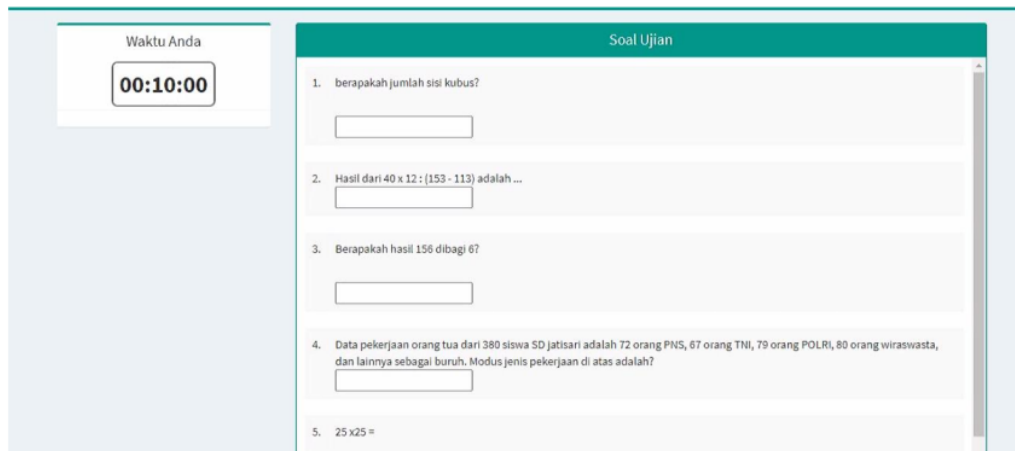 Waktu Anda
00:10:00
Soal Ujian
1. berapakah jumlah sisi kubus?
2. Hasil dari 40 x 12 : (153 - 113) adalah ...
3. Berapakah hasil 156 dibagi 6?
4. Data pekerjaan orang tua dari 380 siswa SD jatisari adalah 72 orang PNS, 67 orang TNI, 79 orang POLRI, 80 orang wiraswasta,
dan lainnya sebagai buruh. Modus jenis pekerjaan di atas adalah?
5. 25 x25 =